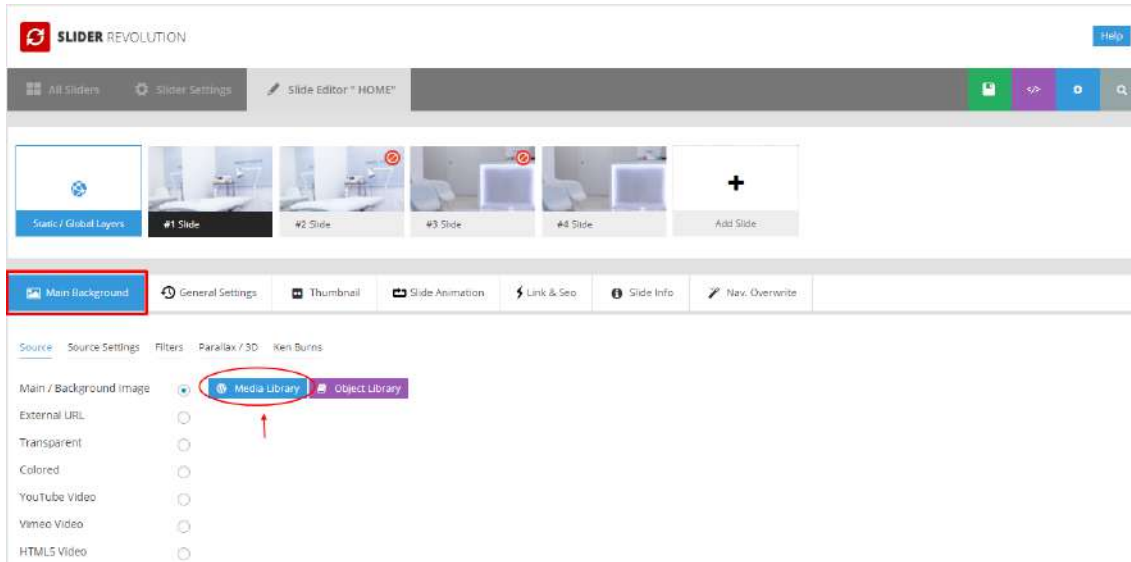 SLIDER REVOLUTION
Help
All Sliders
Slider Settings
Slide Editor " HOME"
Static / Global Layers
#1 Slide
#2 Slide
#3 Slide
#4 Slide
Add Slide
Main Background
General Settings
Thumbnail
Slide Animation
Link & Seo
Slide Info
Nav. Overwrite
Source
Source Settings
Filters
Parallax / 3D
Ken Burns
Main / Background Image
Media Library
Object Library
External URL
Transparent
Colored
YouTube Video
Vimeo Video
HTML5 Video